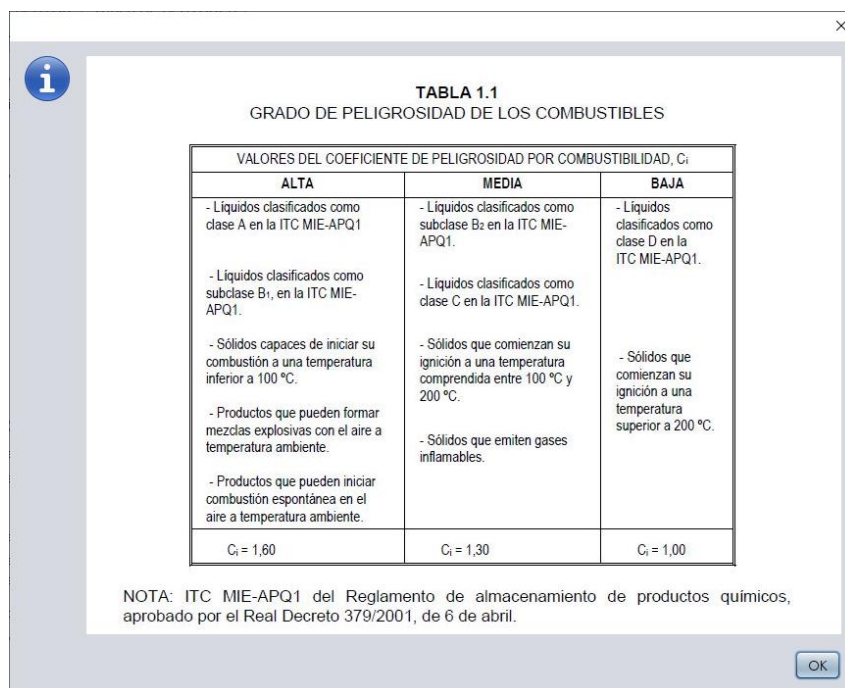 ×
i
TABLA 1.1
GRADO DE PELIGROSIDAD DE LOS COMBUSTIBLES
VALORES DEL COEFICIENTE DE PELIGROSIDAD POR COMBUSTIBILIDAD, Ci
ALTA
- Líquidos clasificados como
clase A en la ITC MIE-APQ1
- Líquidos clasificados como
subclase B1, en la ITC MIE-
APQ1.
- Sólidos capaces de iniciar su
combustión a una temperatura
inferior a 100 ºC.
- Productos que pueden formar
mezclas explosivas con el aire a
temperatura ambiente.
- Productos que pueden iniciar
combustión espontánea en el
aire a temperatura ambiente.
Ci = 1,60
MEDIA
- Líquidos clasificados como
subclase B2 en la ITC MIE-
APQ1.
- Líquidos clasificados como
clase C en la ITC MIE-APQ1.
- Sólidos que comienzan su
ignición a una temperatura
comprendida entre 100 ºC y
200 ºC.
- Sólidos que emiten gases
inflamables.
Ci = 1,30
BAJA
- Líquidos
clasificados como
clase D en la
ITC MIE-APQ1.
- Sólidos que
comienzan su
ignición a una
temperatura
superior a 200 ºC.
Ci = 1,00
NOTA: ITC MIE-APQ1 del Reglamento de almacenamiento de productos químicos,
aprobado por el Real Decreto 379/2001, de 6 de abril.
OK